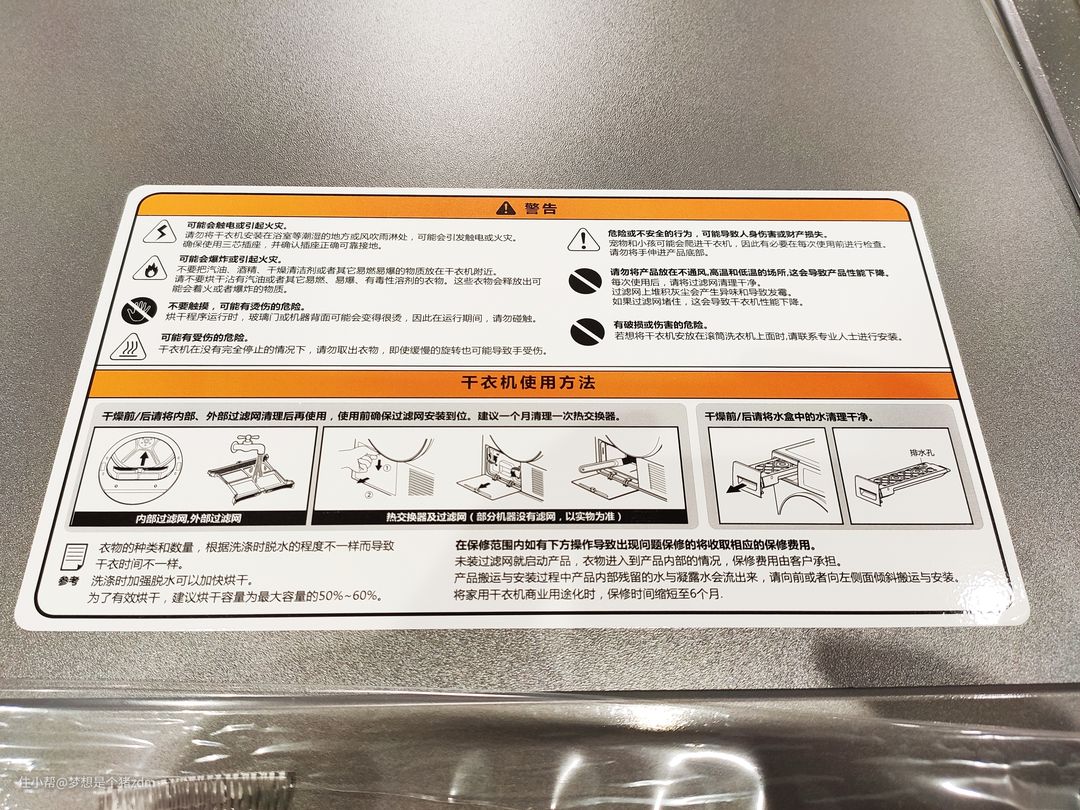 警告
可能会触电或引起火灾。
请勿将干衣机安装在浴室等潮湿的地方或风吹雨淋处，可能会引发触电或火灾。
确保使用三芯插座，并确认插座正确可靠接地。
可能会爆炸或引起火灾。
不要把汽油、酒精、干燥清洁剂或者其它易燃易爆的物质放在干衣机附近。
请不要烘干沾有汽油或者其它易燃、易爆、有毒性溶剂的衣物。这些衣物会释放出可
能会着火或者爆炸的物质。
不要触摸，可能有烫伤的危险。
烘干程序运行时，玻璃门或机器背面可能会变得很烫，因此在运行期间，请勿碰触。
可能有受伤的危险。
干衣机在没有完全停止的情况下，请勿取出衣物，即使缓慢的旋转也可能导致手受伤。
危险或不安全的行为，可能导致人身伤害或财产损失。
宠物和小孩可能会爬进干衣机，因此有必要在每次使用前进行检查。
请勿将手伸进产品底部。
请勿将产品放在不通风,高温和低温的场所,这会导致产品性能下降。
每次使用后，请将过滤网清理干净。
过滤网上堆积灰尘会产生异味和导致发霉。
如果过滤网堵住，这会导致干衣机性能下降。
有破损或伤害的危险。
若想将干衣机安放在滚筒洗衣机上面时,请联系专业人士进行安装。
干衣机使用方法
干燥前/后请将内部、外部过滤网清理后再使用，使用前确保过滤网安装到位。建议一个月清理一次热交换器。
①
②
内部过滤网,外部过滤网
热交换器及过滤网（部分机器没有滤网，以实物为准）
干燥前/后请将水盒中的水清理干净。
排水孔
参考
衣物的种类和数量，根据洗涤时脱水的程度不一样而导致
干衣时间不一样。
洗涤时加强脱水可以加快烘干。
为了有效烘干，建议烘干容量为最大容量的50%~60%。
在保修范围内如有下方操作导致出现问题保修的将收取相应的保修费用。
未装过滤网就启动产品，衣物进入到产品内部的情况，保修费用由客户承担。
产品搬运与安装过程中产品内部残留的水与凝露水会流出来，请向前或者向左侧面倾斜搬运与安装。
将家用干衣机商业用途化时，保修时间缩短至6个月.
住小帮@梦想是个猪zdm